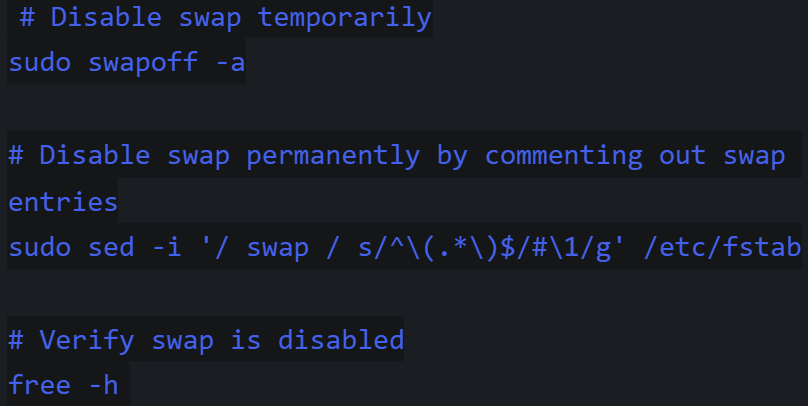 # Disable swap temporarily
sudo swapoff -a
# Disable swap permanently by commenting out swap
entries
sudo sed -i '/ swap / s/^\(.*\)$/#\1/g' /etc/fstab
# Verify swap is disabled
free -h